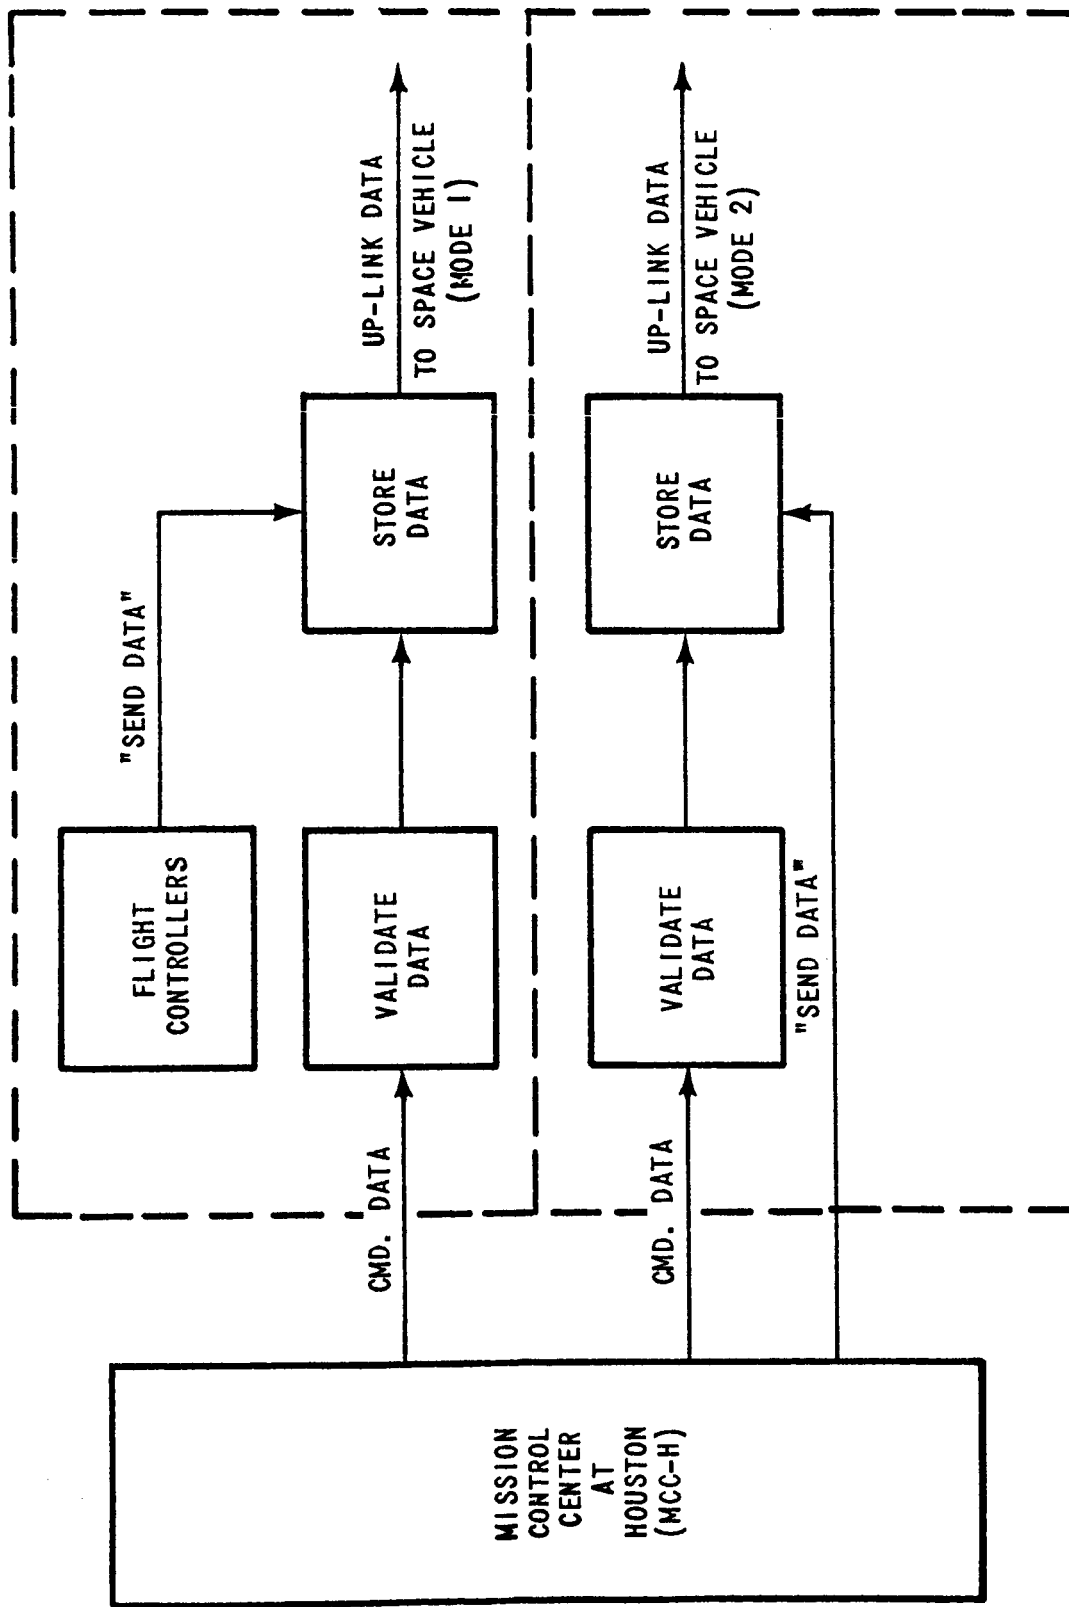 MISSION
CONTROL
CENTER
AT
HOUSTON
(MCC-H)
CMD. DATA
FLIGHT
CONTROLLERS
"SEND DATA"
VALIDATE
DATA
STORE
DATA
UP-LINK DATA
TO SPACE VEHICLE
(MODE 1)
CMD. DATA
VALIDATE
DATA
STORE
DATA
UP-LINK DATA
TO SPACE VEHICLE
(MODE 2)
"SEND DATA"